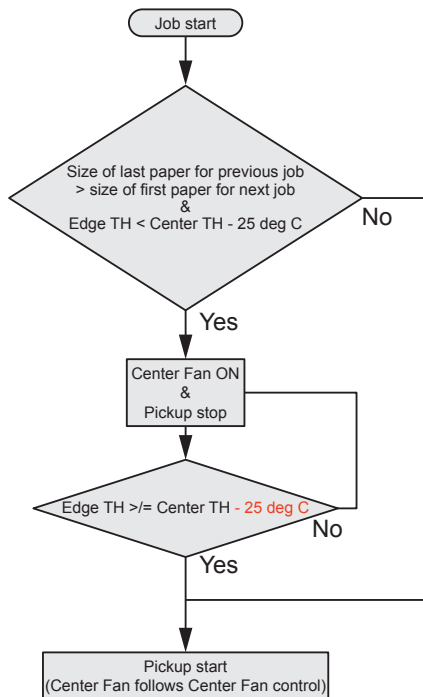 Job start
Size of last paper for previous job
> size of first paper for next job
&
Edge TH < Center TH - 25 deg C
No
Yes
Center Fan ON
&
Pickup stop
Edge TH >/= Center TH - 25 deg C
No
Yes
Pickup start
(Center Fan follows Center Fan control)